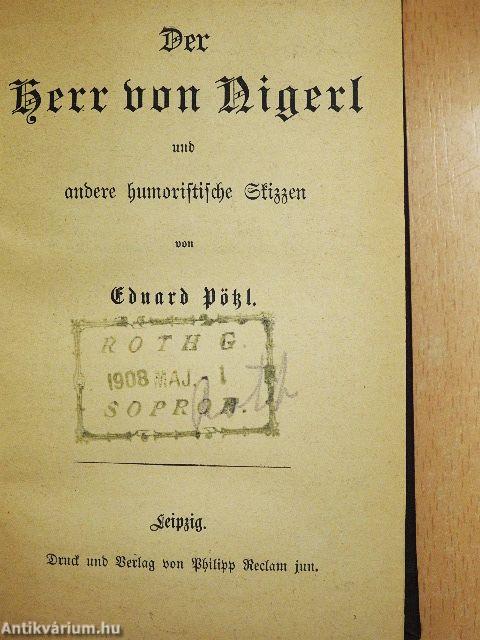 Der
Herr von Nigerl
und
andere humoristische Skizzen
von
Eduard Pötzl.
ROTH G.
1908 MAJ. 1
SOPRON.
Roth
Leipzig.
Druck und Verlag von Philipp Reclam jun.
Antikvárium.hu